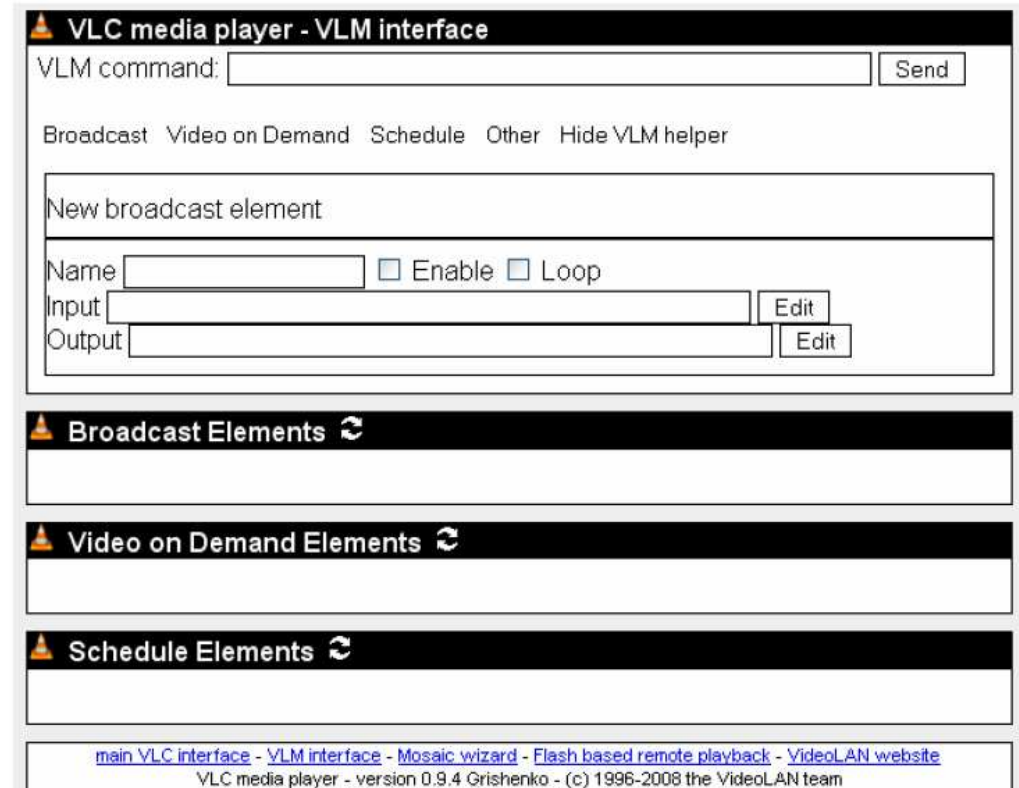 VLC media player - VLM interface
VLM command: Send
Broadcast Video on Demand Schedule Other Hide VLM helper
New broadcast element
Name Enable Loop
Input Edit
Output Edit
Broadcast Elements
Video on Demand Elements
Schedule Elements
main VLC interface - VLM interface - Mosaic wizard - Flash based remote playback - VideoLAN website
VLC media player - version 0.9.4 Grishenko - (c) 1996-2008 the VideoLAN team